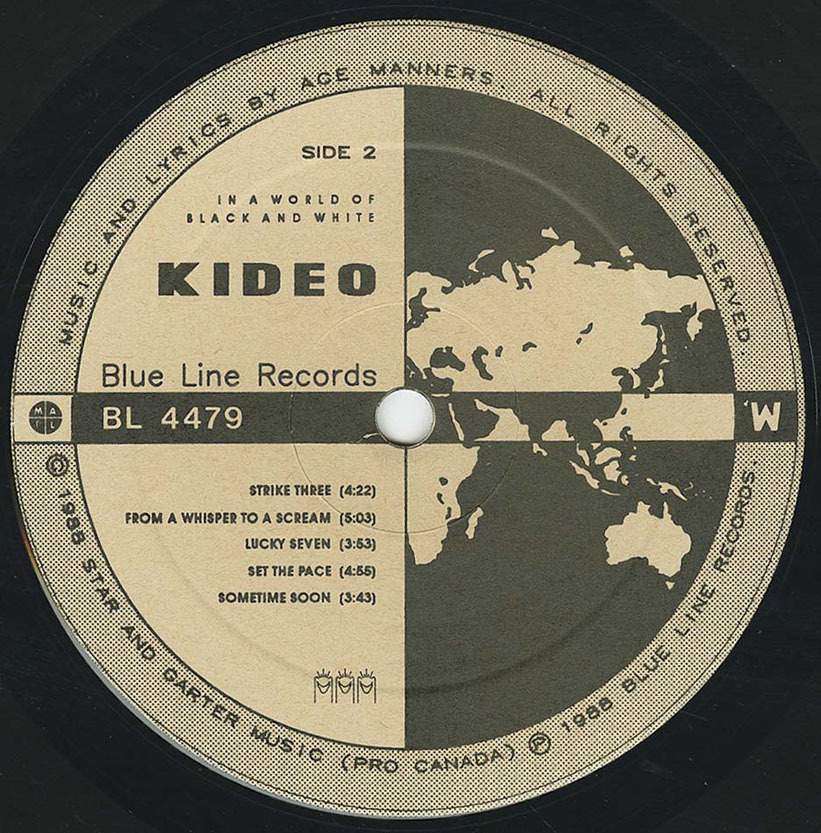 MUSIC AND LYRICS BY ACE MANNERS. ALL RIGHTS RESERVED.
SIDE 2
IN A WORLD OF
BLACK AND WHITE
KIDEO
Blue Line Records
MAIL
BL 4479
W.
STRIKE THREE (4:22)
FROM A WHISPER TO A SCREAM (5:03)
LUCKY SEVEN (3:53)
SET THE PACE (4:55)
SOMETIME SOON (3:43)
© 1988 STAR AND GARTER MUSIC (PRO CANADA) ℗ 1988 BLUE LINE RECORDS.